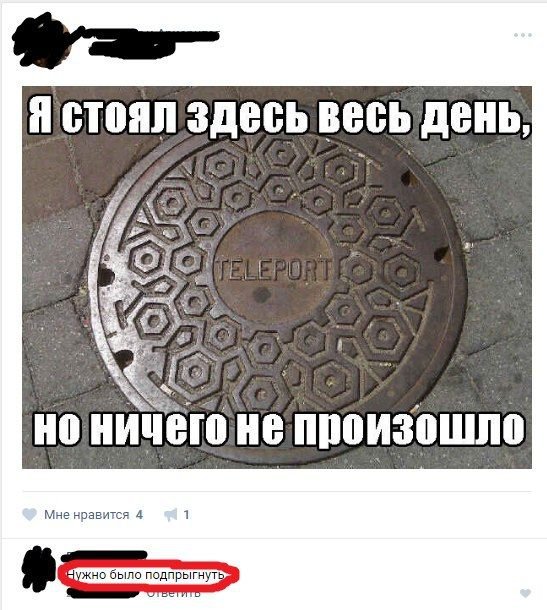 Я стоял здесь весь день,
TELEPORT
но ничего не произошло
Мне нравится 4 1
Нужно было подпрыгнуть
Ответить